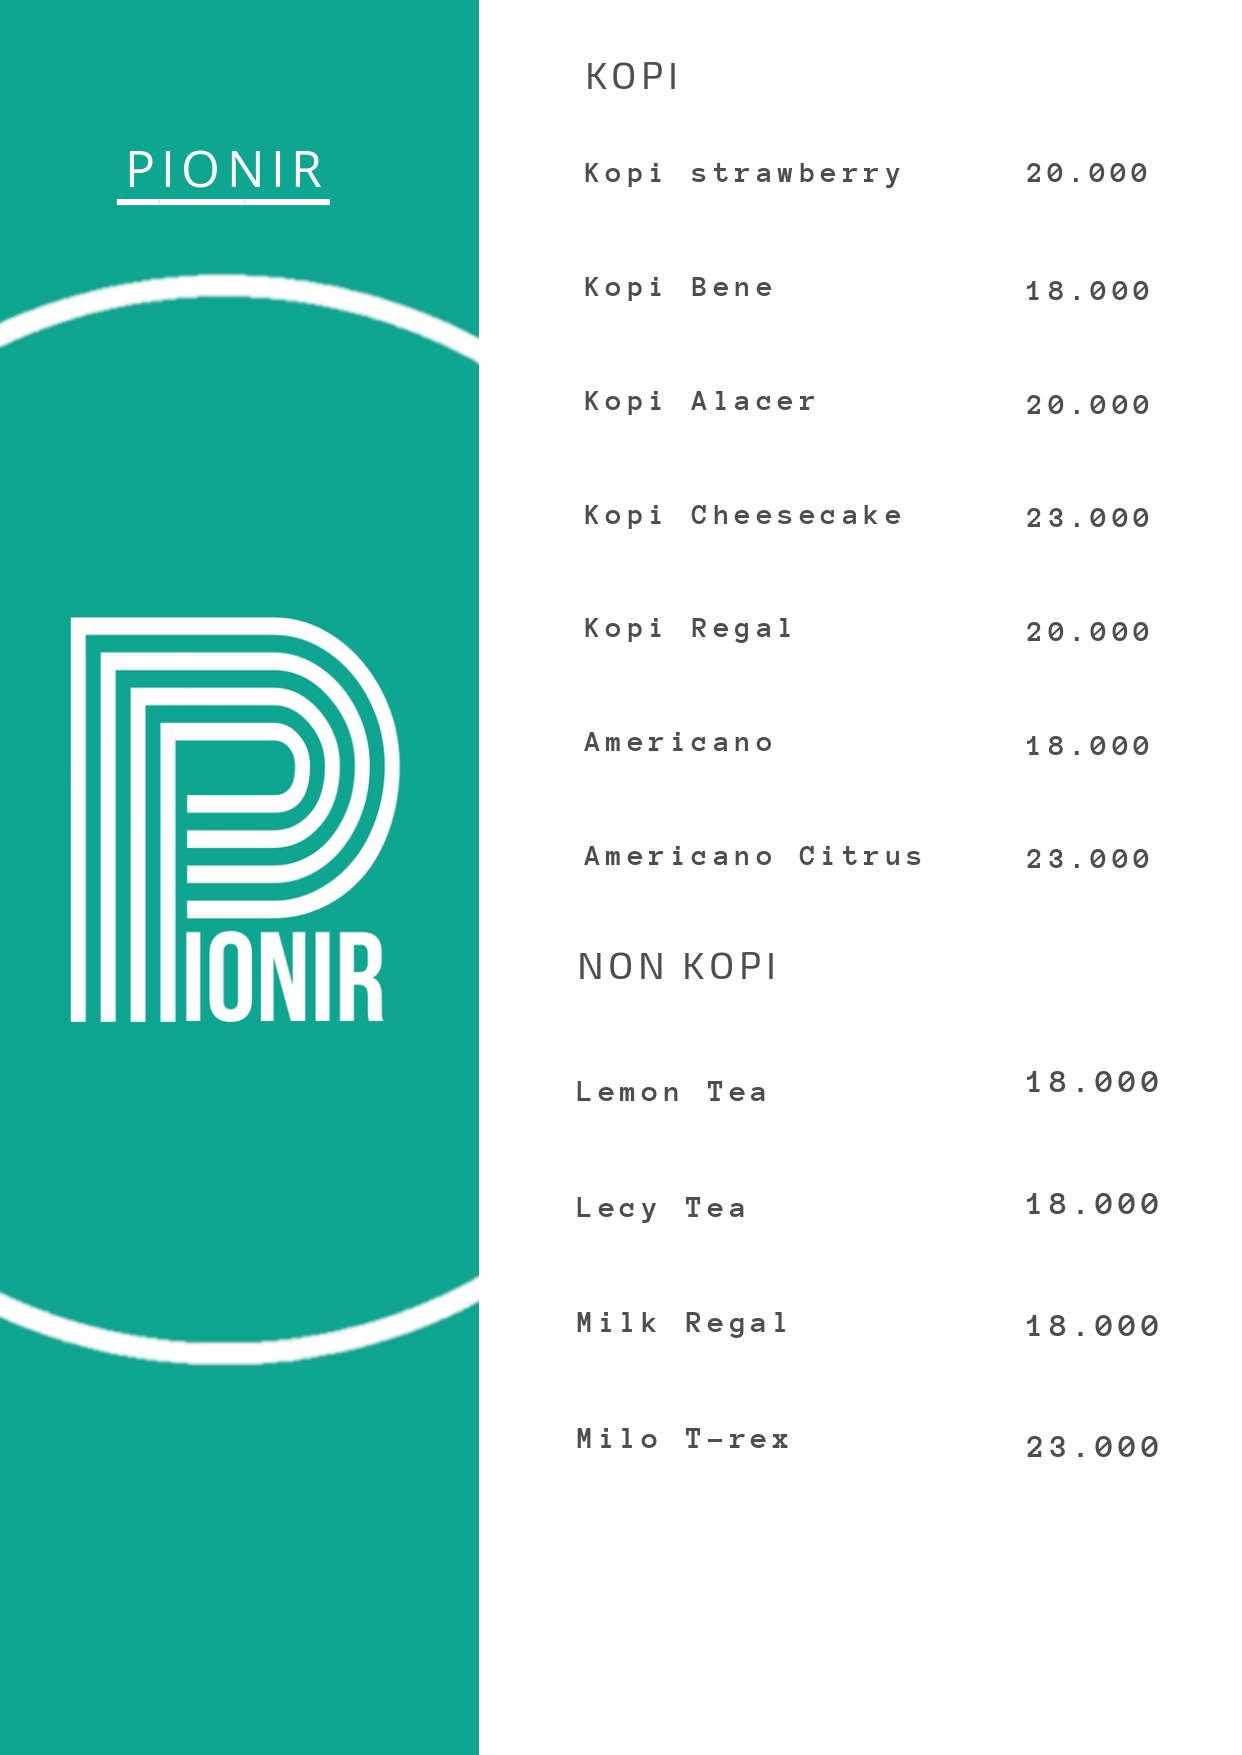 PIONIR
PIONIR
KOPI
Kopi strawberry 20.000
Kopi Bene 18.000
Kopi Alacer 20.000
Kopi Cheesecake 23.000
Kopi Regal 20.000
Americano 18.000
Americano Citrus 23.000
NON KOPI
Lemon Tea 18.000
Lecy Tea 18.000
Milk Regal 18.000
Milo T-rex 23.000